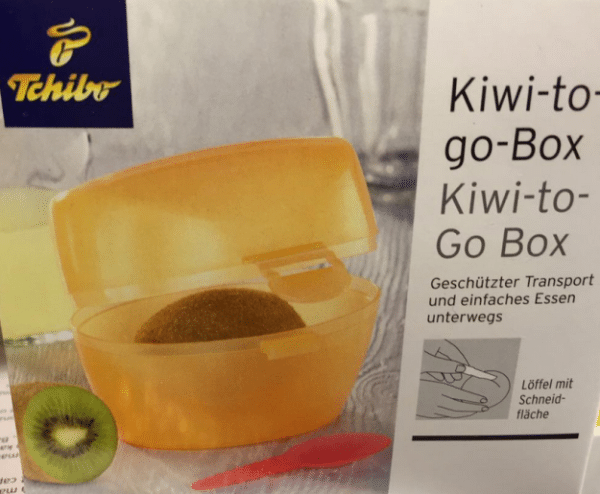 Tchibo
Kiwi-to-
go-Box
Kiwi-to-
Go Box
Geschützter Transport
und einfaches Essen
unterwegs
Löffel mit
Schneid-
fläche